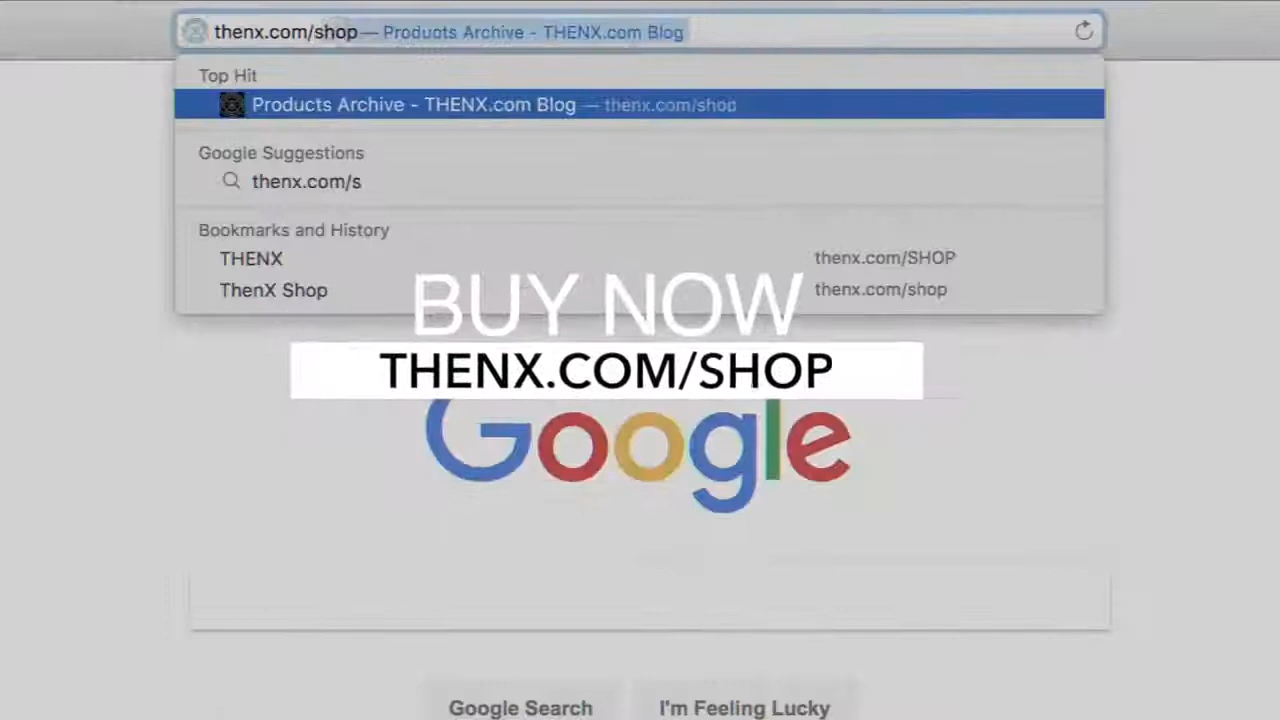 thenx.com/shop — Products Archive - THENX.com Blog
Top Hit
Products Archive - THENX.com Blog — thenx.com/shop
Google Suggestions
thenx.com/s
Bookmarks and History
THENX thenx.com/SHOP
ThenX Shop thenx.com/shop
BUY NOW
THENX.COM/SHOP
Google
Google Search I'm Feeling Lucky